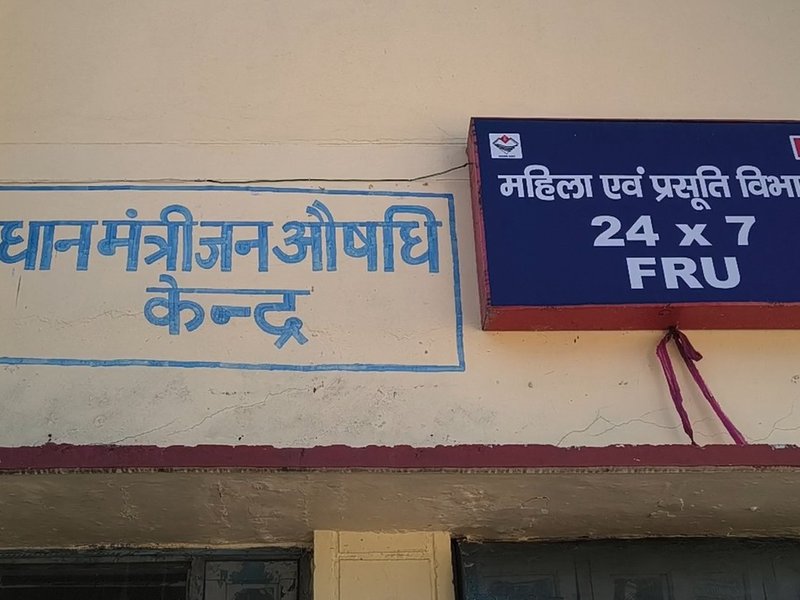 धान मंत्री जन औषधि
केन्द्र
महिला एवं प्रसूति विभा
24 x 7
FRU